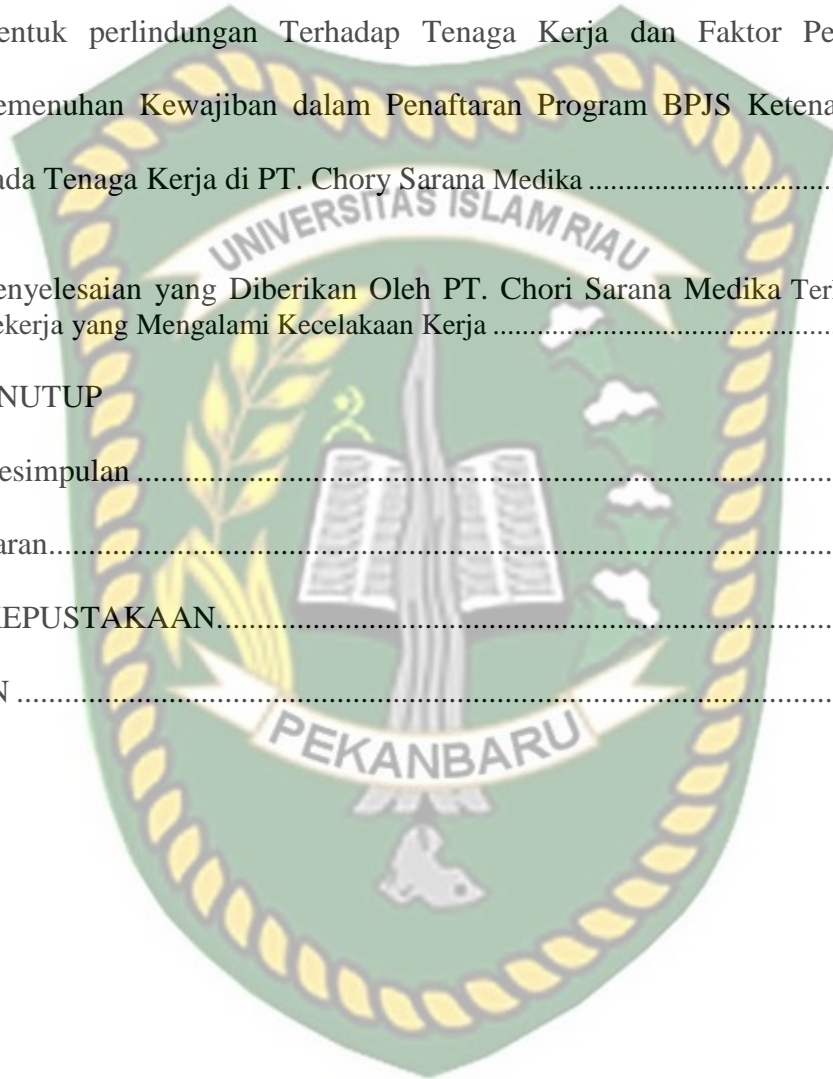 entuk perlindungan Terhadap Tenaga Kerja dan Faktor Pe
emenuhan Kewajiban dalam Penaftaran Program BPJS Ketena
ada Tenaga Kerja di PT. Chory Sarana Medika ........................................
UNIVERSITAS ISLAM RIAU
enyelesaian yang Diberikan Oleh PT. Chori Sarana Medika Terl
ekerja yang Mengalami Kecelakaan Kerja ........................................
NUTUP
esimpulan ........................................
aran........................................
KEPUSTAKAAN........................................
N ........................................
PEKANBARU